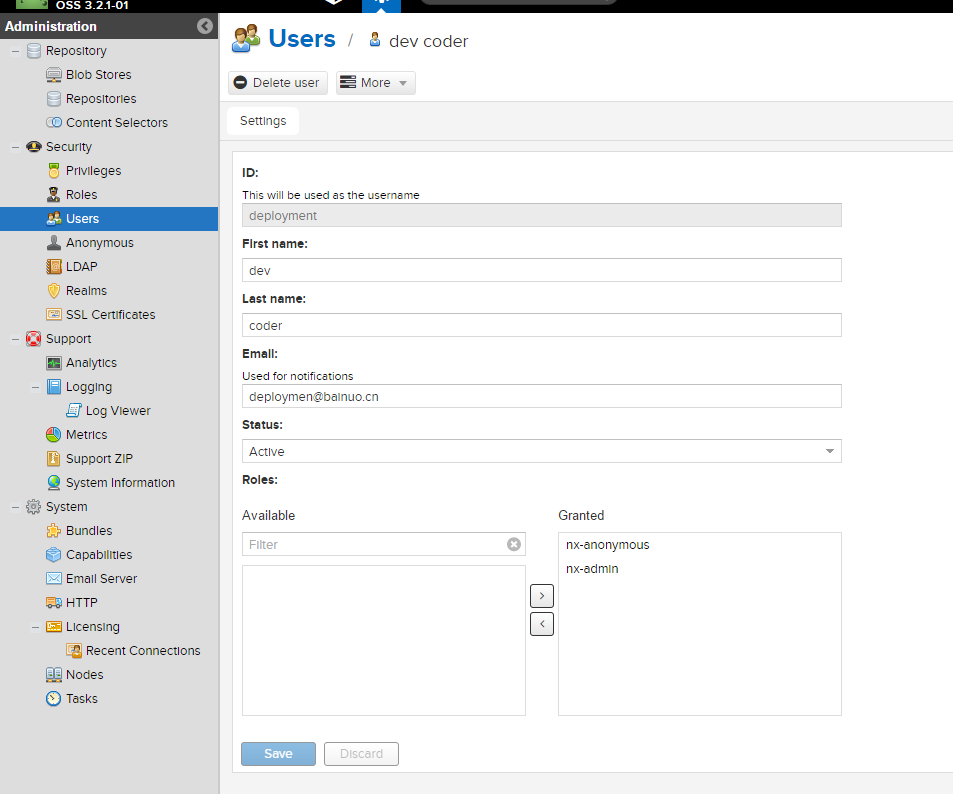 OSS 3.2.1-01
Administration
Repository
Blob Stores
Repositories
Content Selectors
Security
Privileges
Roles
Users
Anonymous
LDAP
Realms
SSL Certificates
Support
Analytics
Logging
Log Viewer
Metrics
Support ZIP
System Information
System
Bundles
Capabilities
Email Server
HTTP
Licensing
Recent Connections
Nodes
Tasks
Users / dev coder
Delete user More
Settings
ID:
This will be used as the username
deployment
First name:
dev
Last name:
coder
Email:
Used for notifications
deploymen@bainuo.cn
Status:
Active
Roles:
Available Granted
Filter
nx-anonymous
nx-admin
>
<
Save Discard